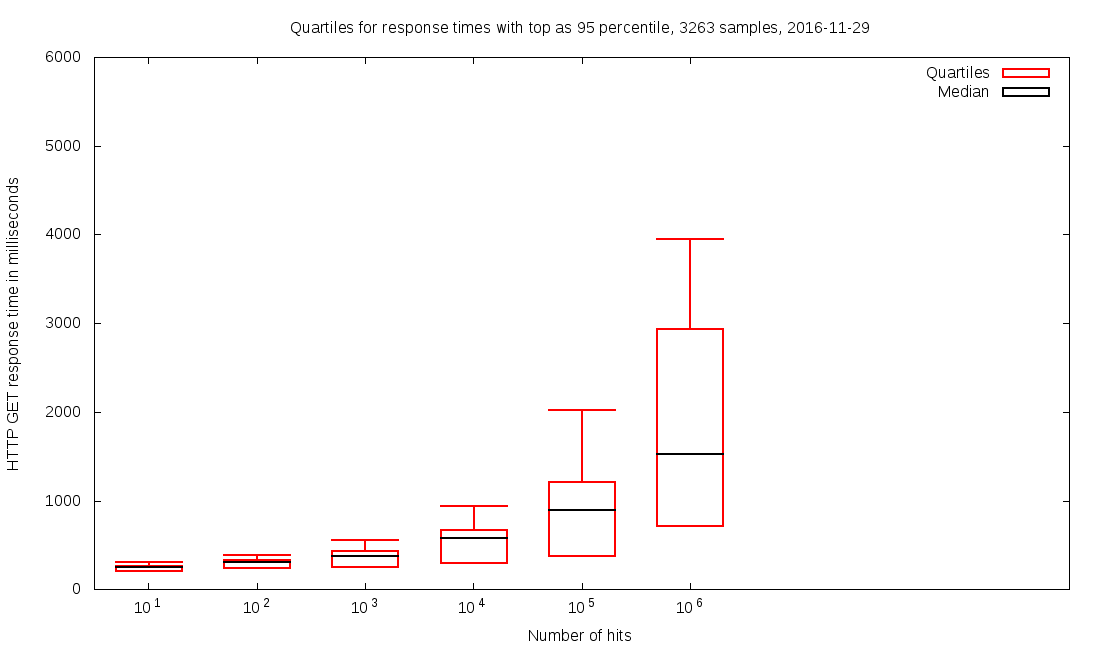 Quartiles for response times with top as 95 percentile, 3263 samples, 2016-11-29
6000
5000
4000
3000
2000
1000
0
HTTP GET response time in milliseconds
Quartiles
Median
10^1 10^2 10^3 10^4 10^5 10^6
Number of hits